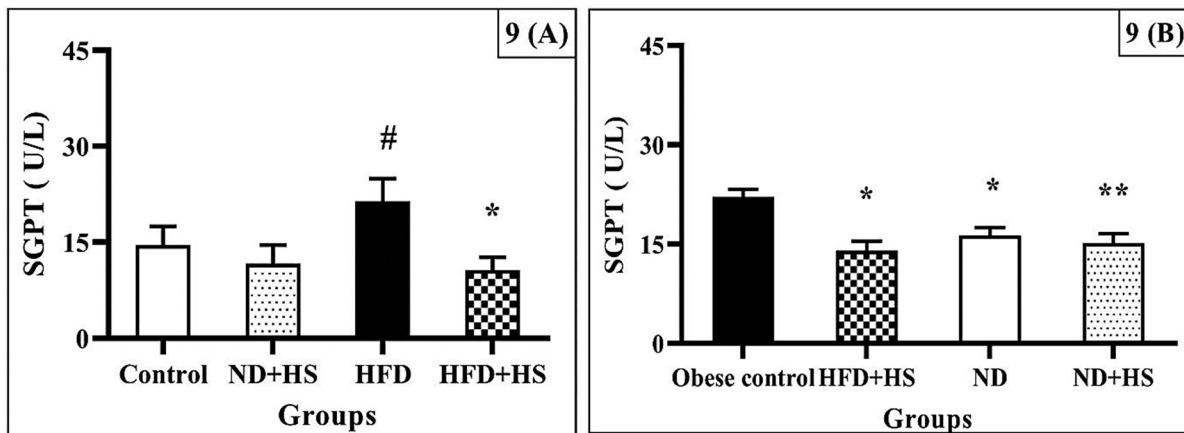 9 (A)
SGPT ( U/L)
45
30
15
0
#
*
Control ND+HS HFD HFD+HS
Groups
9 (B)
SGPT ( U/L)
45
30
15
0
* * **
Obese control HFD+HS ND ND+HS
Groups